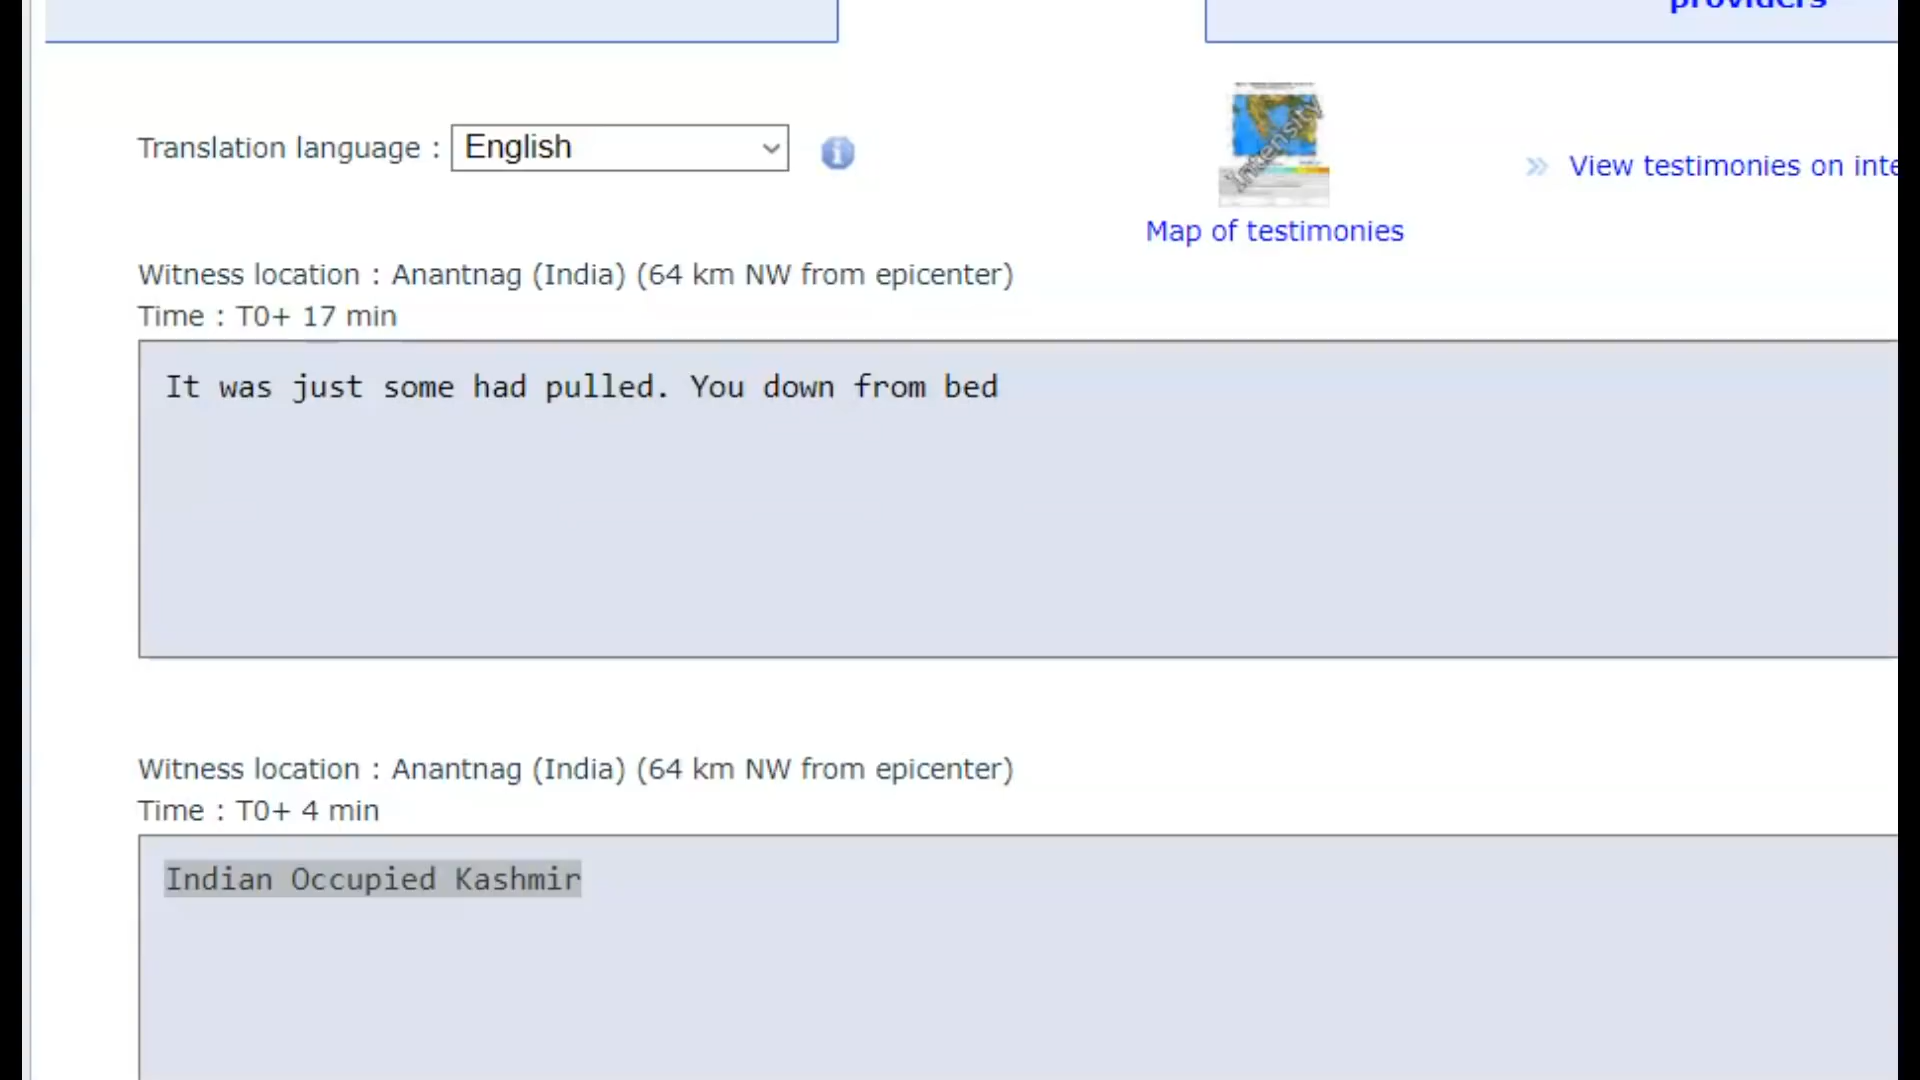 providers
Translation language : English
Intensity
View testimonies on inte
Map of testimonies
Witness location : Anantnag (India) (64 km NW from epicenter)
Time : T0+ 17 min
It was just some had pulled. You down from bed
Witness location : Anantnag (India) (64 km NW from epicenter)
Time : T0+ 4 min
Indian Occupied Kashmir